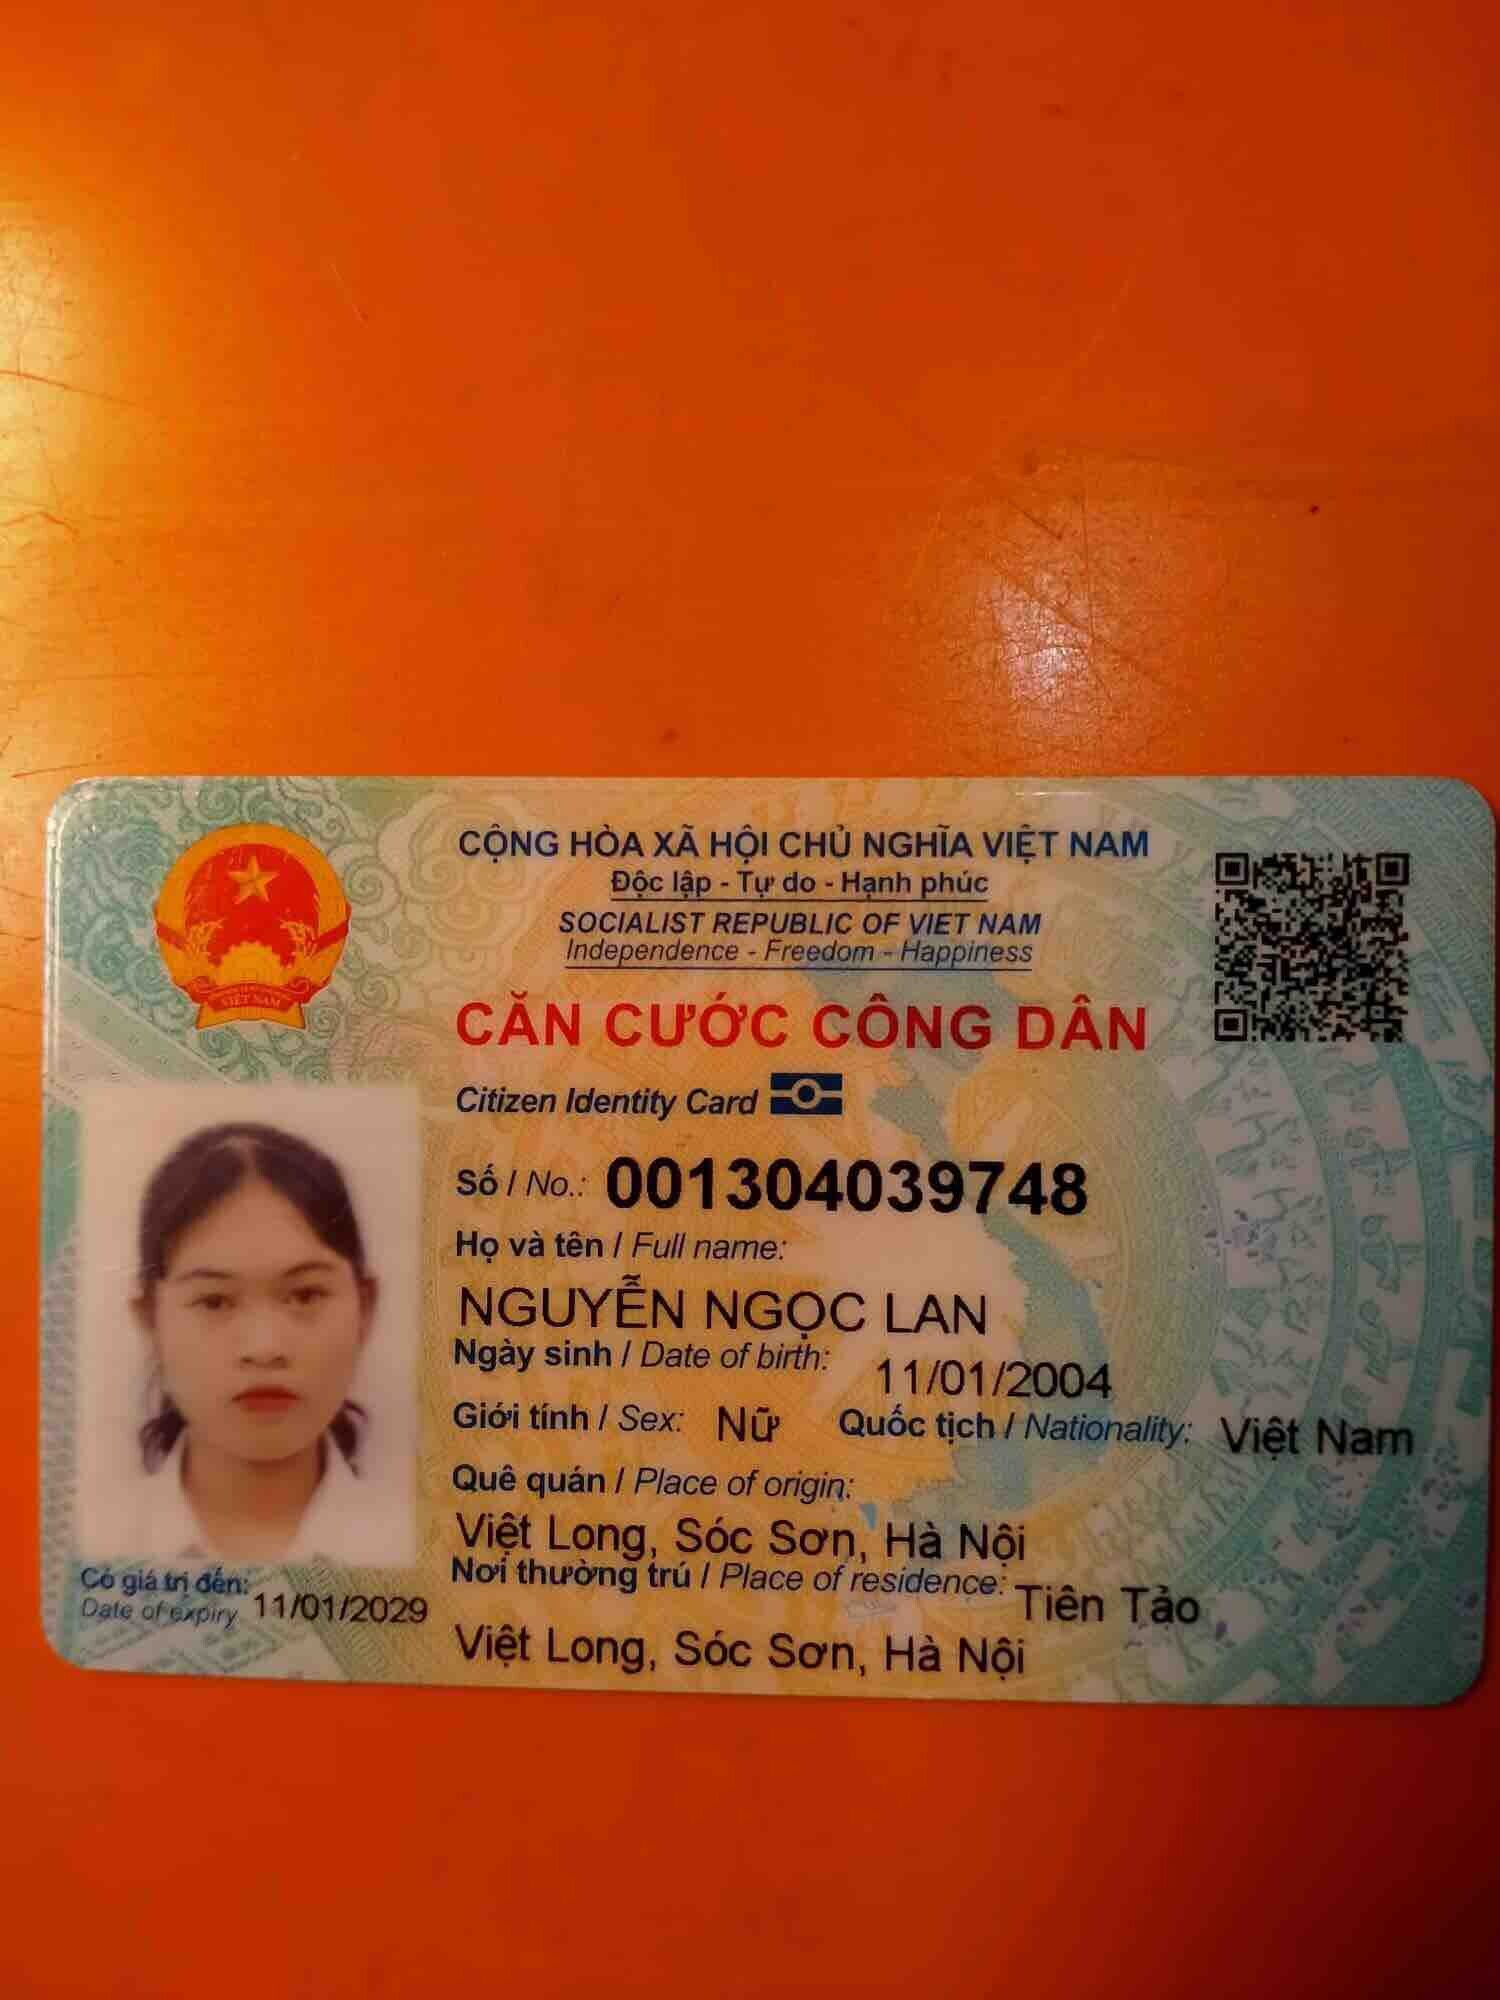 CỘNG HÒA XÃ HỘI CHỦ NGHĨA VIỆT NAM
Độc lập - Tự do - Hạnh phúc
SOCIALIST REPUBLIC OF VIET NAM
Independence - Freedom - Happiness
VIỆT NAM
CĂN CƯỚC CÔNG DÂN
Citizen Identity Card
Số / No.: 001304039748
Họ và tên / Full name:
NGUYỄN NGỌC LAN
Ngày sinh / Date of birth: 11/01/2004
Giới tính / Sex: Nữ Quốc tịch / Nationality: Việt Nam
Quê quán / Place of origin:
Việt Long, Sóc Sơn, Hà Nội
Nơi thường trú / Place of residence: Tiên Tảo
Việt Long, Sóc Sơn, Hà Nội
Có giá trị đến: 11/01/2029
Date of expiry